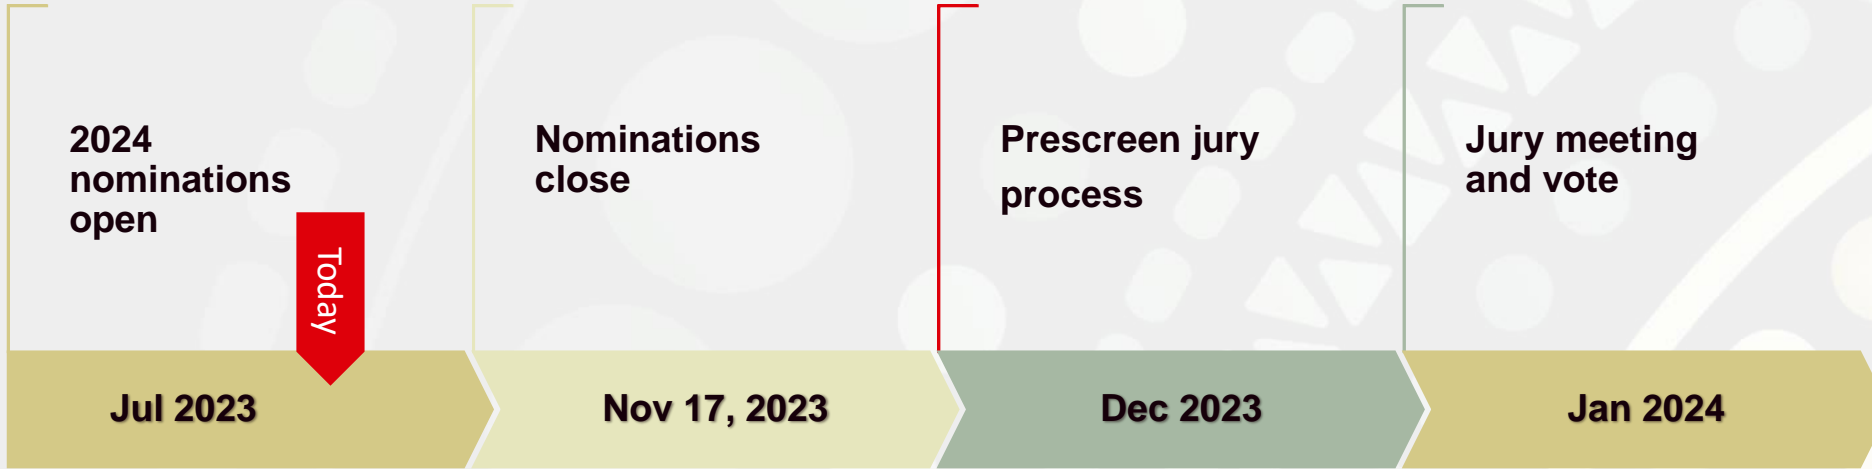 2024
nominations
open
Today
Jul 2023
Nominations
close
Nov 17, 2023
Prescreen jury
process
Dec 2023
Jury meeting
and vote
Jan 2024